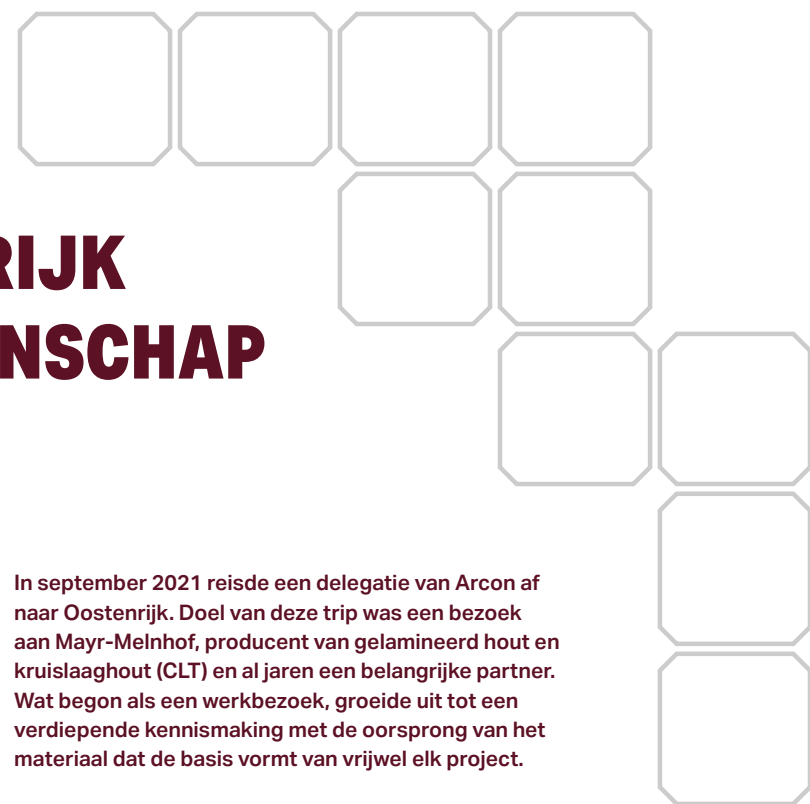 RIJK
NSCHAP
In september 2021 reisde een delegatie van Arcon af
naar Oostenrijk. Doel van deze trip was een bezoek
aan Mayr-Melnhof, producent van gelamineerd hout en
kruislaaghout (CLT) en al jaren een belangrijke partner.
Wat begon als een werkbezoek, groeide uit tot een
verdiepende kennismaking met de oorsprong van het
materiaal dat de basis vormt van vrijwel elk project.